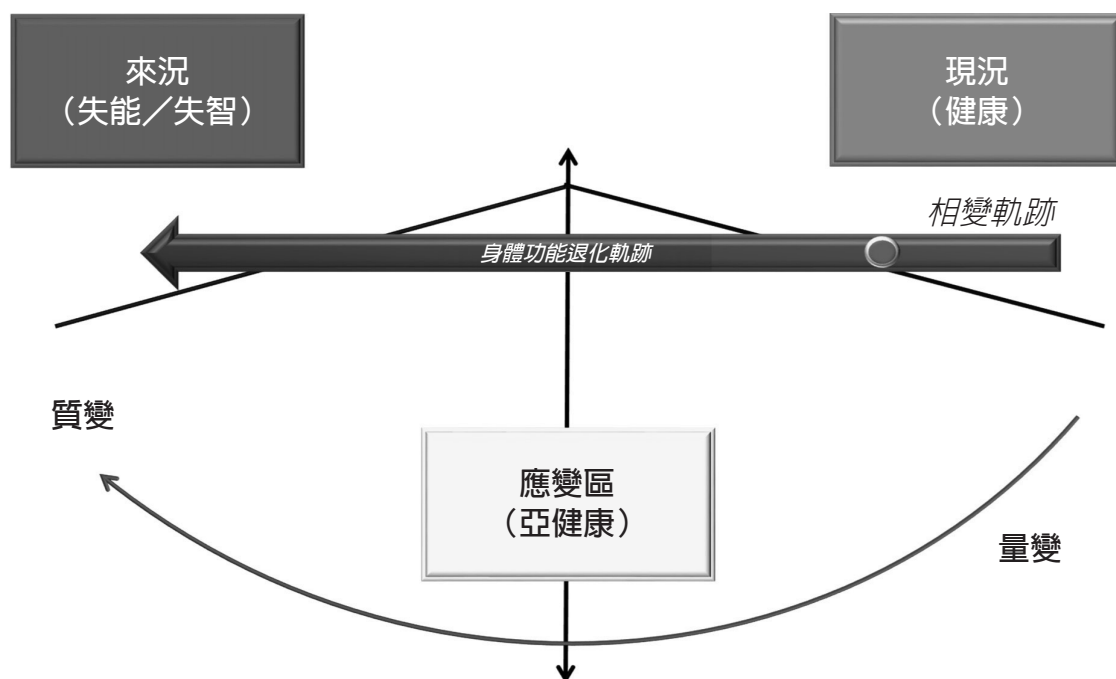 來況
（失能／失智）
現況
（健康）
相變軌跡
身體功能退化軌跡
質變
應變區
（亞健康）
量變